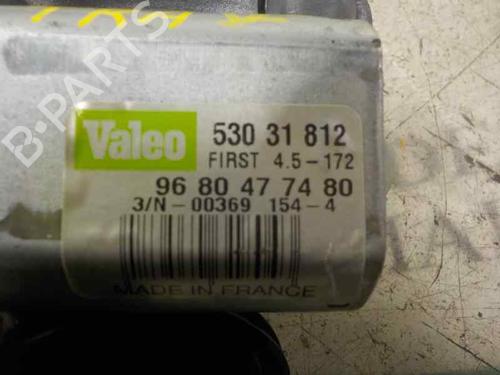 Valeo
530 31 812
FIRST 4.5-172
96 80 47 74 80
3/N-00369 154-4
MADE IN FRANCE